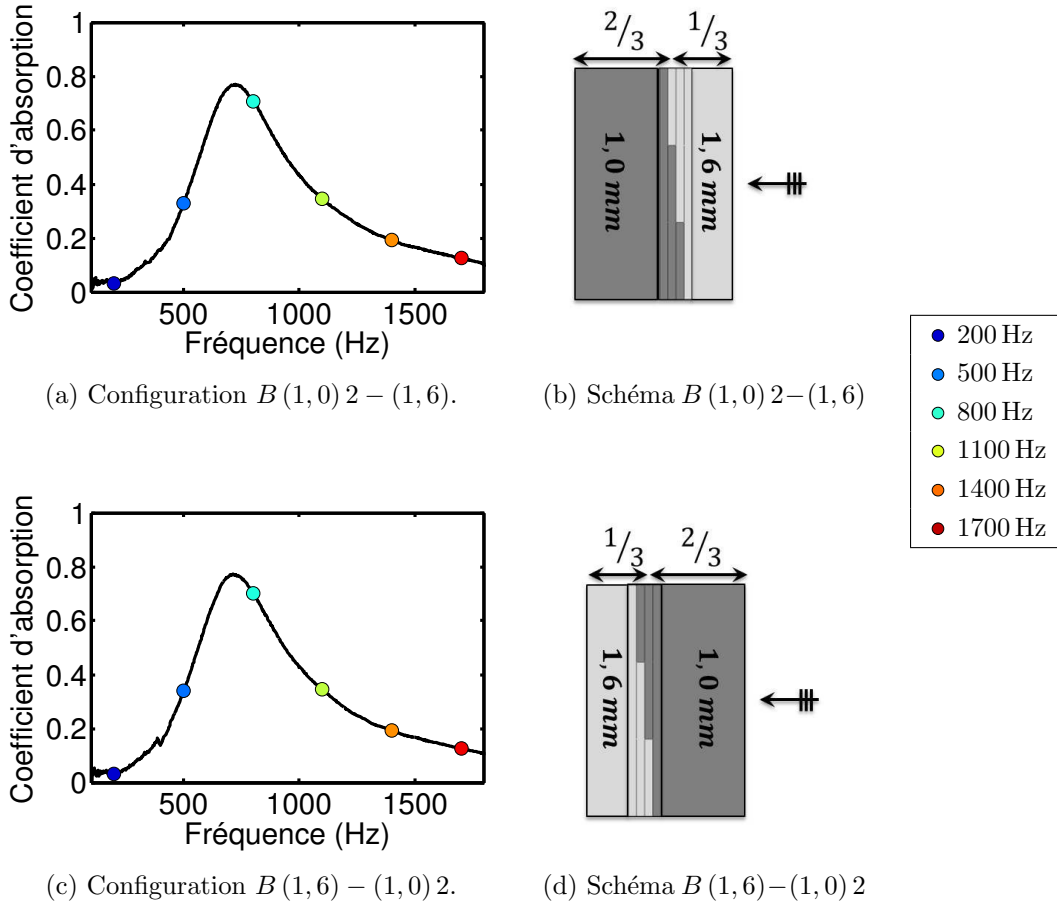 1
0.8
0.6
0.4
0.2
0
Coefficient d'absorption
500 1000 1500
Fréquence (Hz)
2/3 1/3
1, 0 mm
1, 6 mm
(a) Configuration B (1,0) 2 − (1,6).
(b) Schéma B (1,0) 2−(1,6)
200 Hz
500 Hz
800 Hz
1100 Hz
1400 Hz
1700 Hz
1
0.8
0.6
0.4
0.2
0
Coefficient d'absorption
500 1000 1500
Fréquence (Hz)
1/3 2/3
1, 6 mm
1, 0 mm
(c) Configuration B (1,6) − (1,0) 2.
(d) Schéma B (1,6)−(1,0) 2